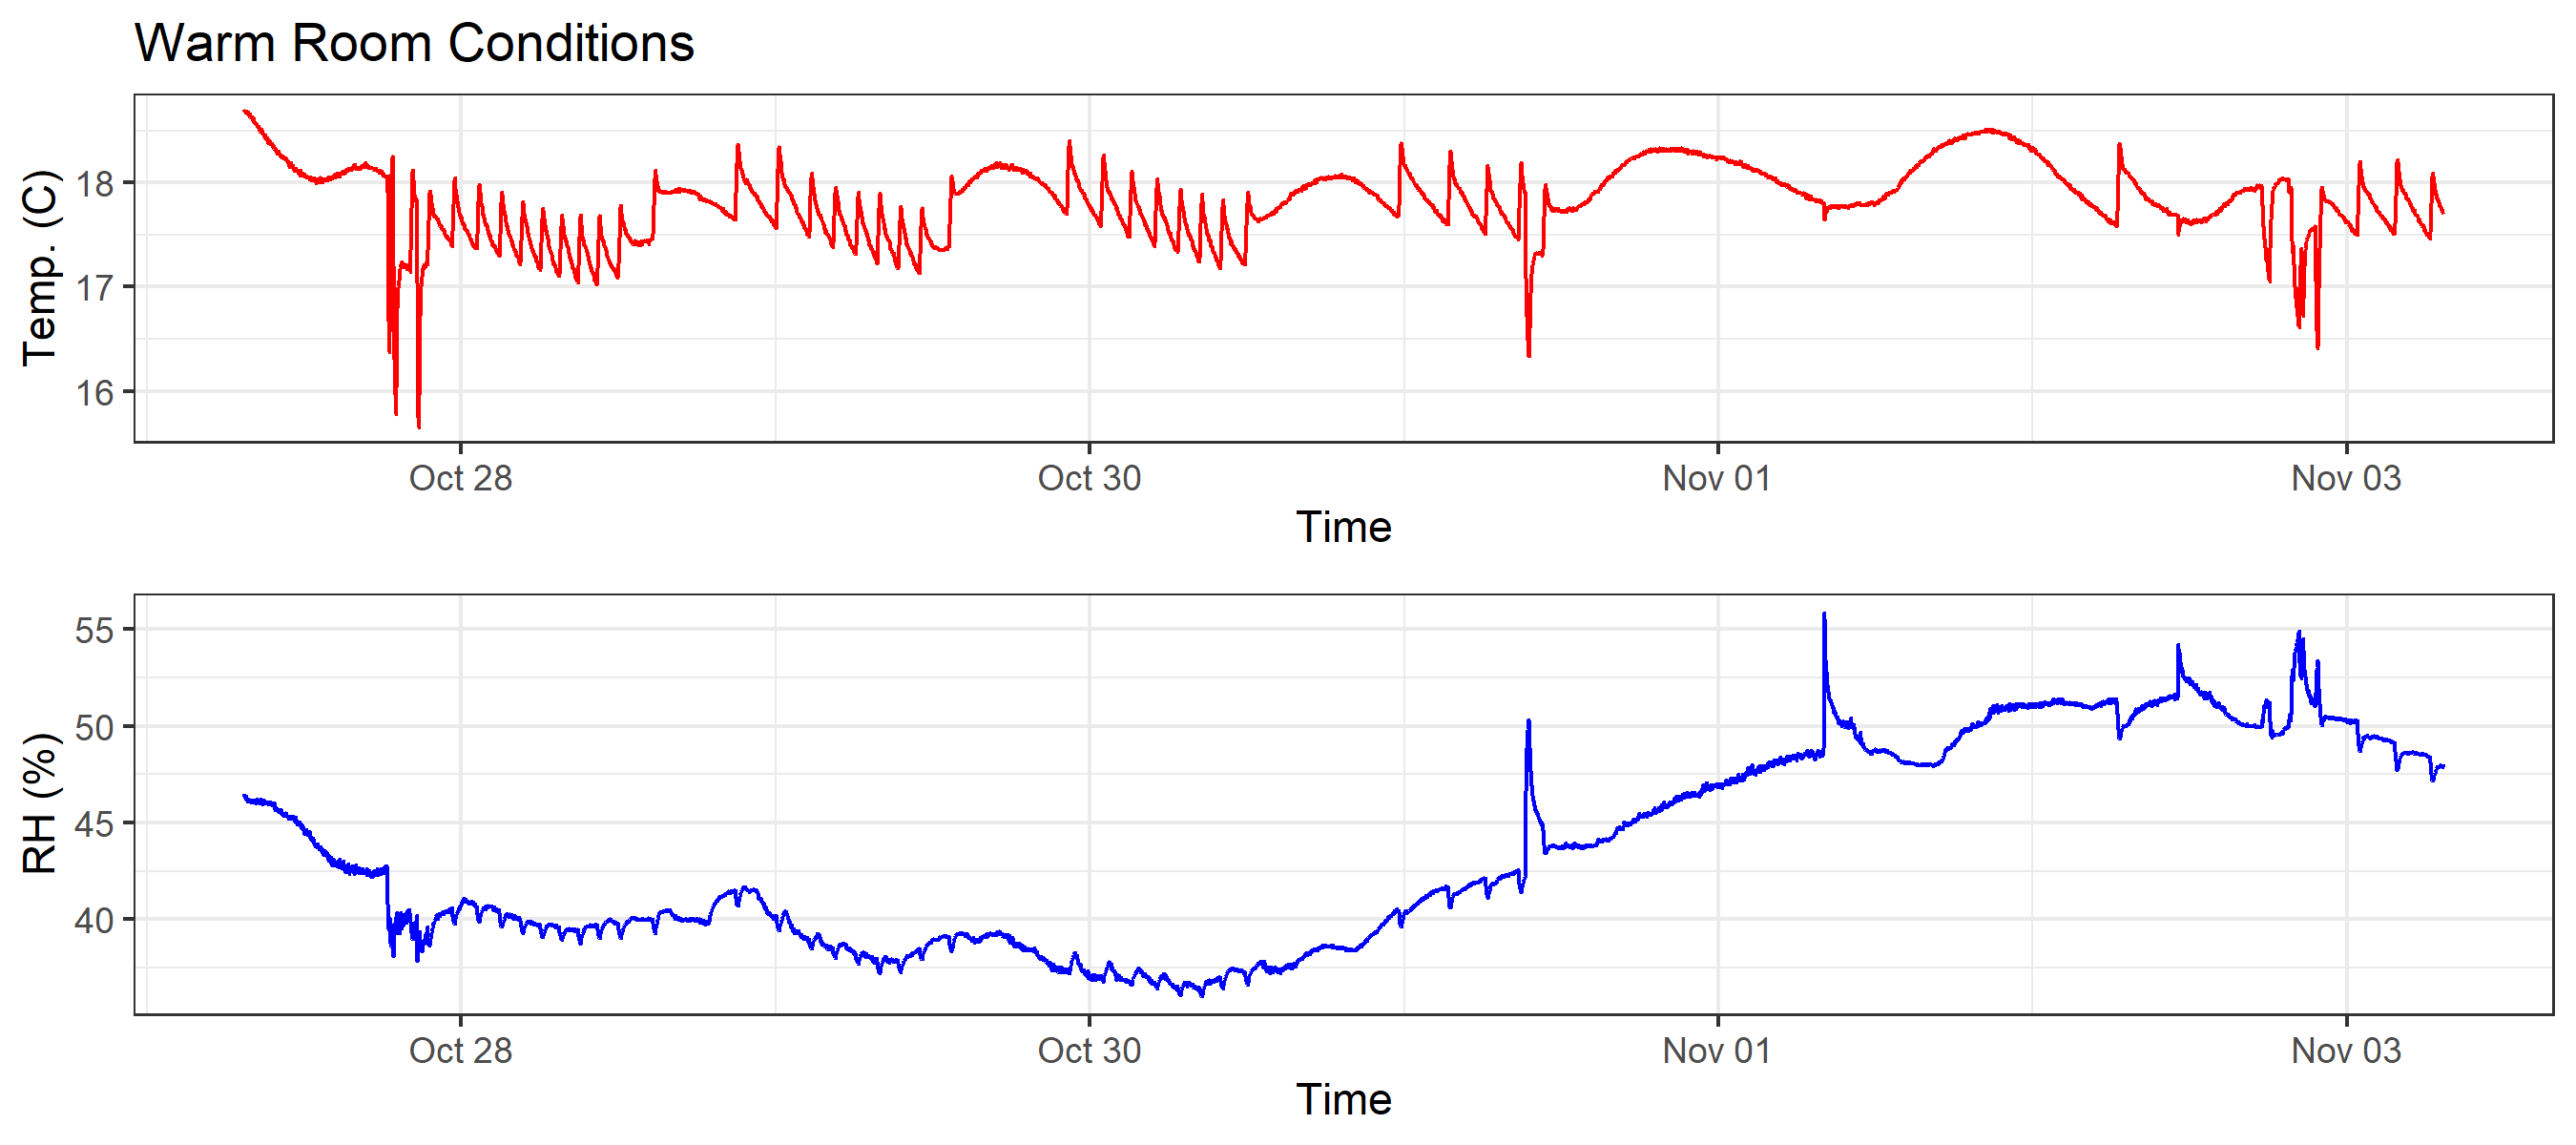 Warm Room Conditions
Temp. (C)
18
17
16
Oct 28 Oct 30 Nov 01 Nov 03
Time
RH (%)
55
50
45
40
Oct 28 Oct 30 Nov 01 Nov 03
Time